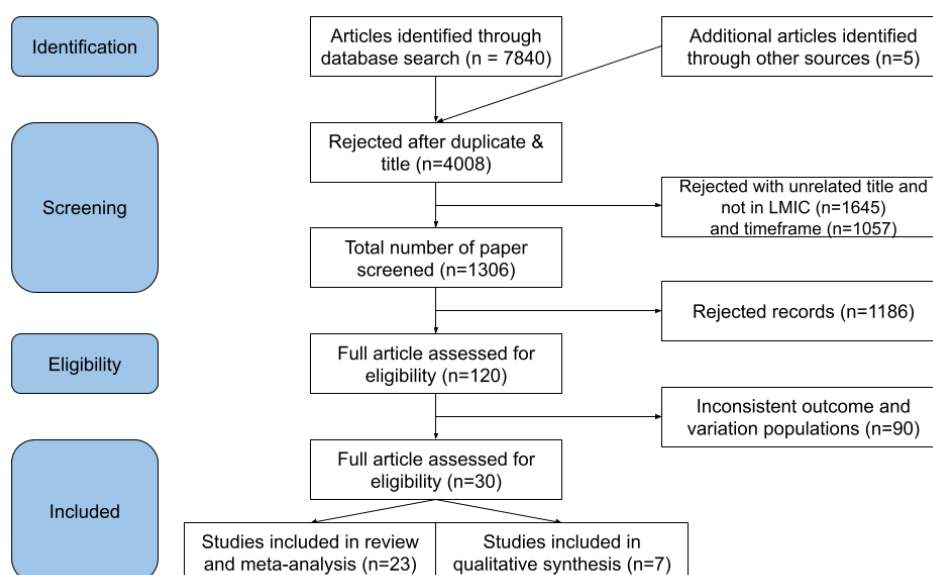 Identification
Articles identified through
database search (n = 7840)
Additional articles identified
through other sources (n=5)
Screening
Rejected after duplicate &
title (n=4008)
Rejected with unrelated title and
not in LMIC (n=1645)
and timeframe (n=1057)
Total number of paper
screened (n=1306)
Rejected records (n=1186)
Eligibility
Full article assessed for
eligibility (n=120)
Inconsistent outcome and
variation populations (n=90)
Included
Full article assessed for
eligibility (n=30)
Studies included in review
and meta-analysis (n=23)
Studies included in
qualitative synthesis (n=7)